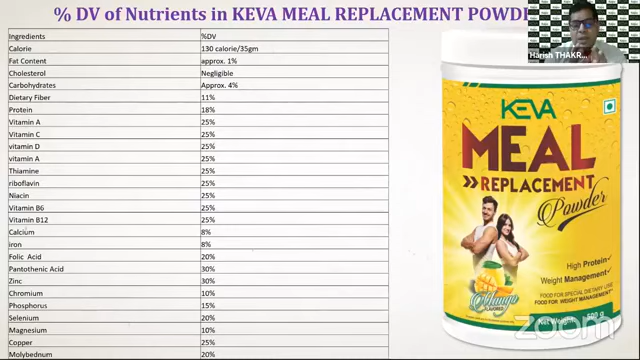 % DV of Nutrients in KEVA MEAL REPLACEMENT POWD
Harish THAKR...
Ingredients %DV
Calorie 130 calorie/35gm
Fat Content approx. 1%
Cholesterol Negligible
Carbohydrates Approx. 4%
Dietary Fiber 11%
Protein 18%
Vitamin A 25%
Vitamin C 25%
vitamin D 25%
vitamin A 25%
Thiamine 25%
riboflavin 25%
Niacin 25%
Vitamin B6 25%
Vitamin B12 25%
Calcium 8%
iron 8%
Folic Acid 20%
Pantothenic Acid 30%
Zinc 30%
Chromium 10%
Phosphorus 15%
Selenium 20%
Magnesium 10%
Copper 25%
Molybednum 20%
KEVA
MEAL
REPLACEMENT
Powder
High Protein
Weight Management
FOOD FOR SPECIAL DIETARY USE
FOOD FOR WEIGHT MANAGEMENT
Mango
Net Weight 500 g
zoom